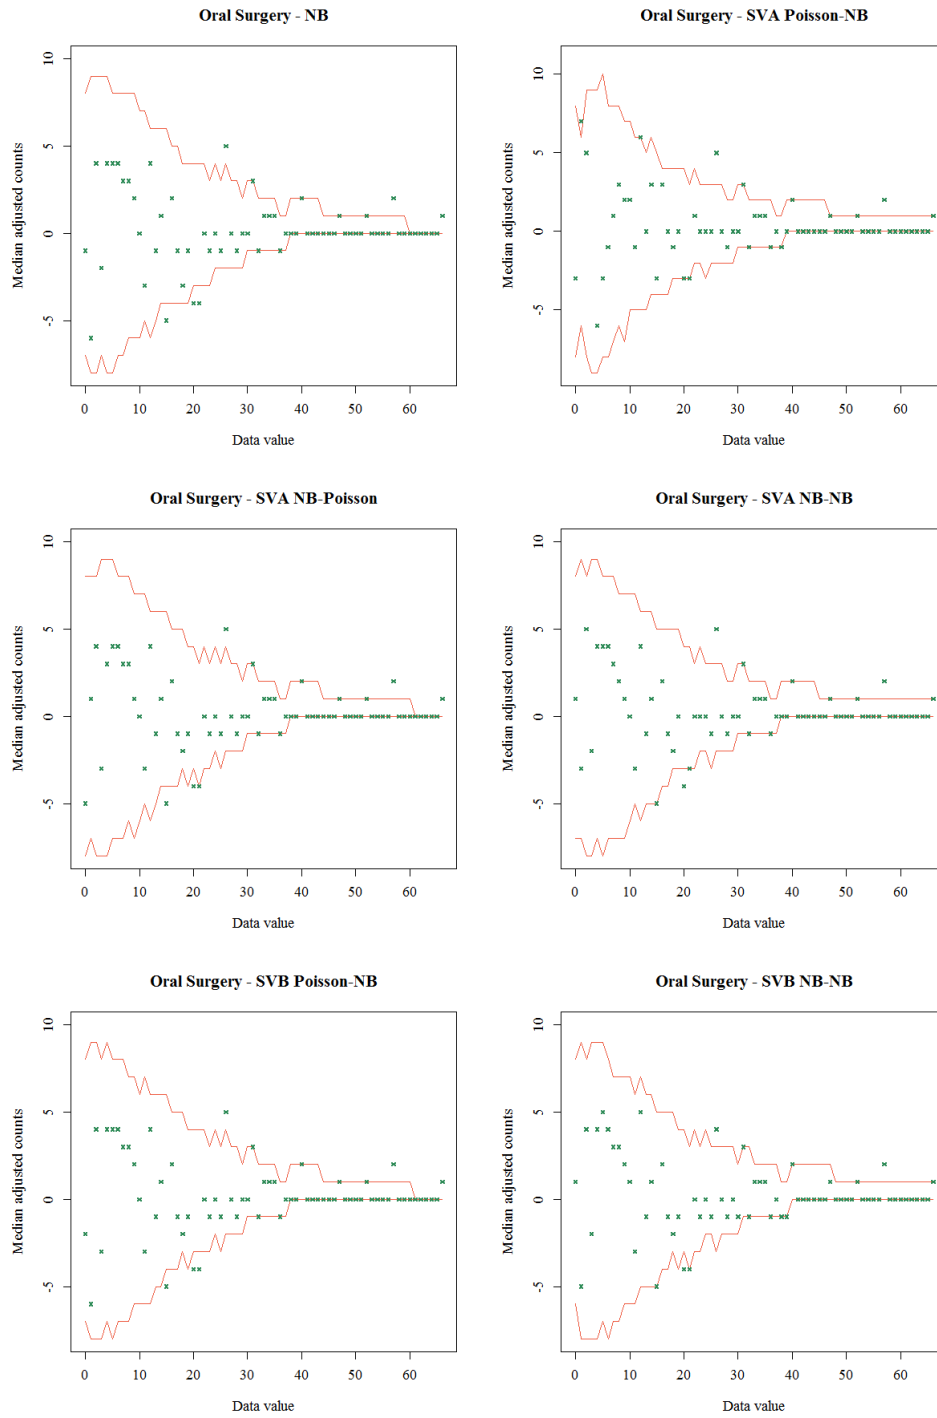 Oral Surgery - NB
10
5
0
-5
Median adjusted counts
0 10 20 30 40 50 60
Data value
Oral Surgery - SVA Poisson-NB
10
5
0
-5
Median adjusted counts
0 10 20 30 40 50 60
Data value
Oral Surgery - SVA NB-Poisson
10
5
0
-5
Median adjusted counts
0 10 20 30 40 50 60
Data value
Oral Surgery - SVA NB-NB
10
5
0
-5
Median adjusted counts
0 10 20 30 40 50 60
Data value
Oral Surgery - SVB Poisson-NB
10
5
0
-5
Median adjusted counts
0 10 20 30 40 50 60
Data value
Oral Surgery - SVB NB-NB
10
5
0
-5
Median adjusted counts
0 10 20 30 40 50 60
Data value